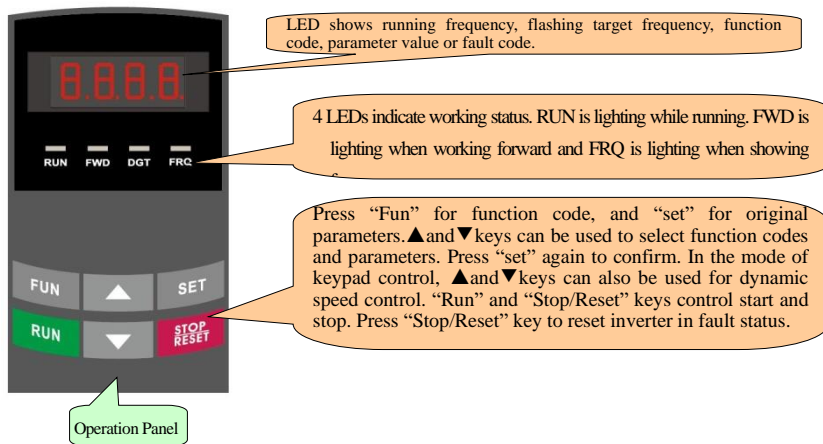 LED shows running frequency, flashing target frequency, function
code, parameter value or fault code.
8.8.8.8.
RUN FWD DGT FRQ
4 LEDs indicate working status. RUN is lighting while running. FWD is
lighting when working forward and FRQ is lighting when showing
Press “Fun” for function code, and “set” for original
parameters.▲and▼keys can be used to select function codes
and parameters. Press “set” again to confirm. In the mode of
keypad control, ▲and▼keys can also be used for dynamic
speed control. “Run” and “Stop/Reset” keys control start and
stop. Press “Stop/Reset” key to reset inverter in fault status.
FUN ▲ SET
RUN ▼ STOP
RESET
Operation Panel